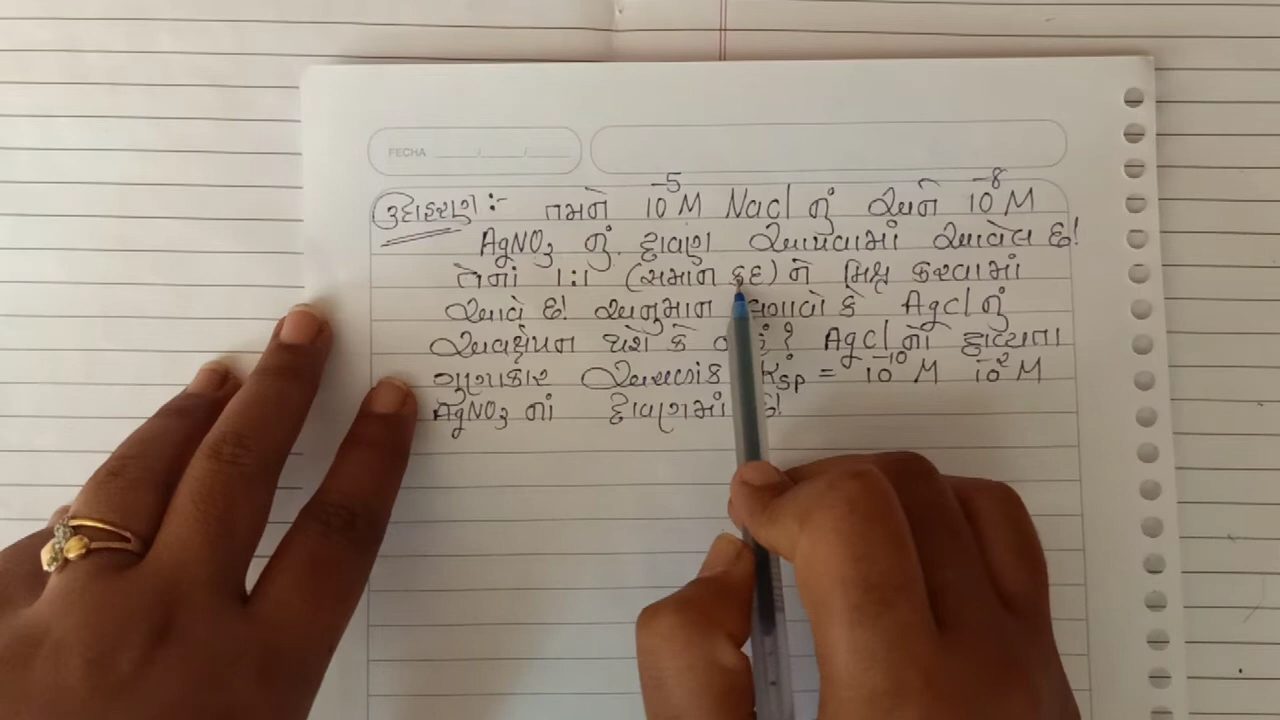 FECHA
ઉદાહરણ :- તમને 10⁻⁵ M Nacl નું અને 10⁻⁸ M
AgNO₃ નું દ્રાવણ આપવામાં આવેલ છે!
તેનાં 1:1 (સમાન કદ) ને મિશ્ર કરવામાં
આવે છે! અનુમાન લગાવો કે Agcl નું
અવક્ષેપન થશે કે ? Agcl નો દ્રાવ્યતા
ગુણાકાર અચળાંક Ksp = 10⁻¹⁰ M 10⁻² M
AgNO₃ નાં દ્રાવણમાં છે!